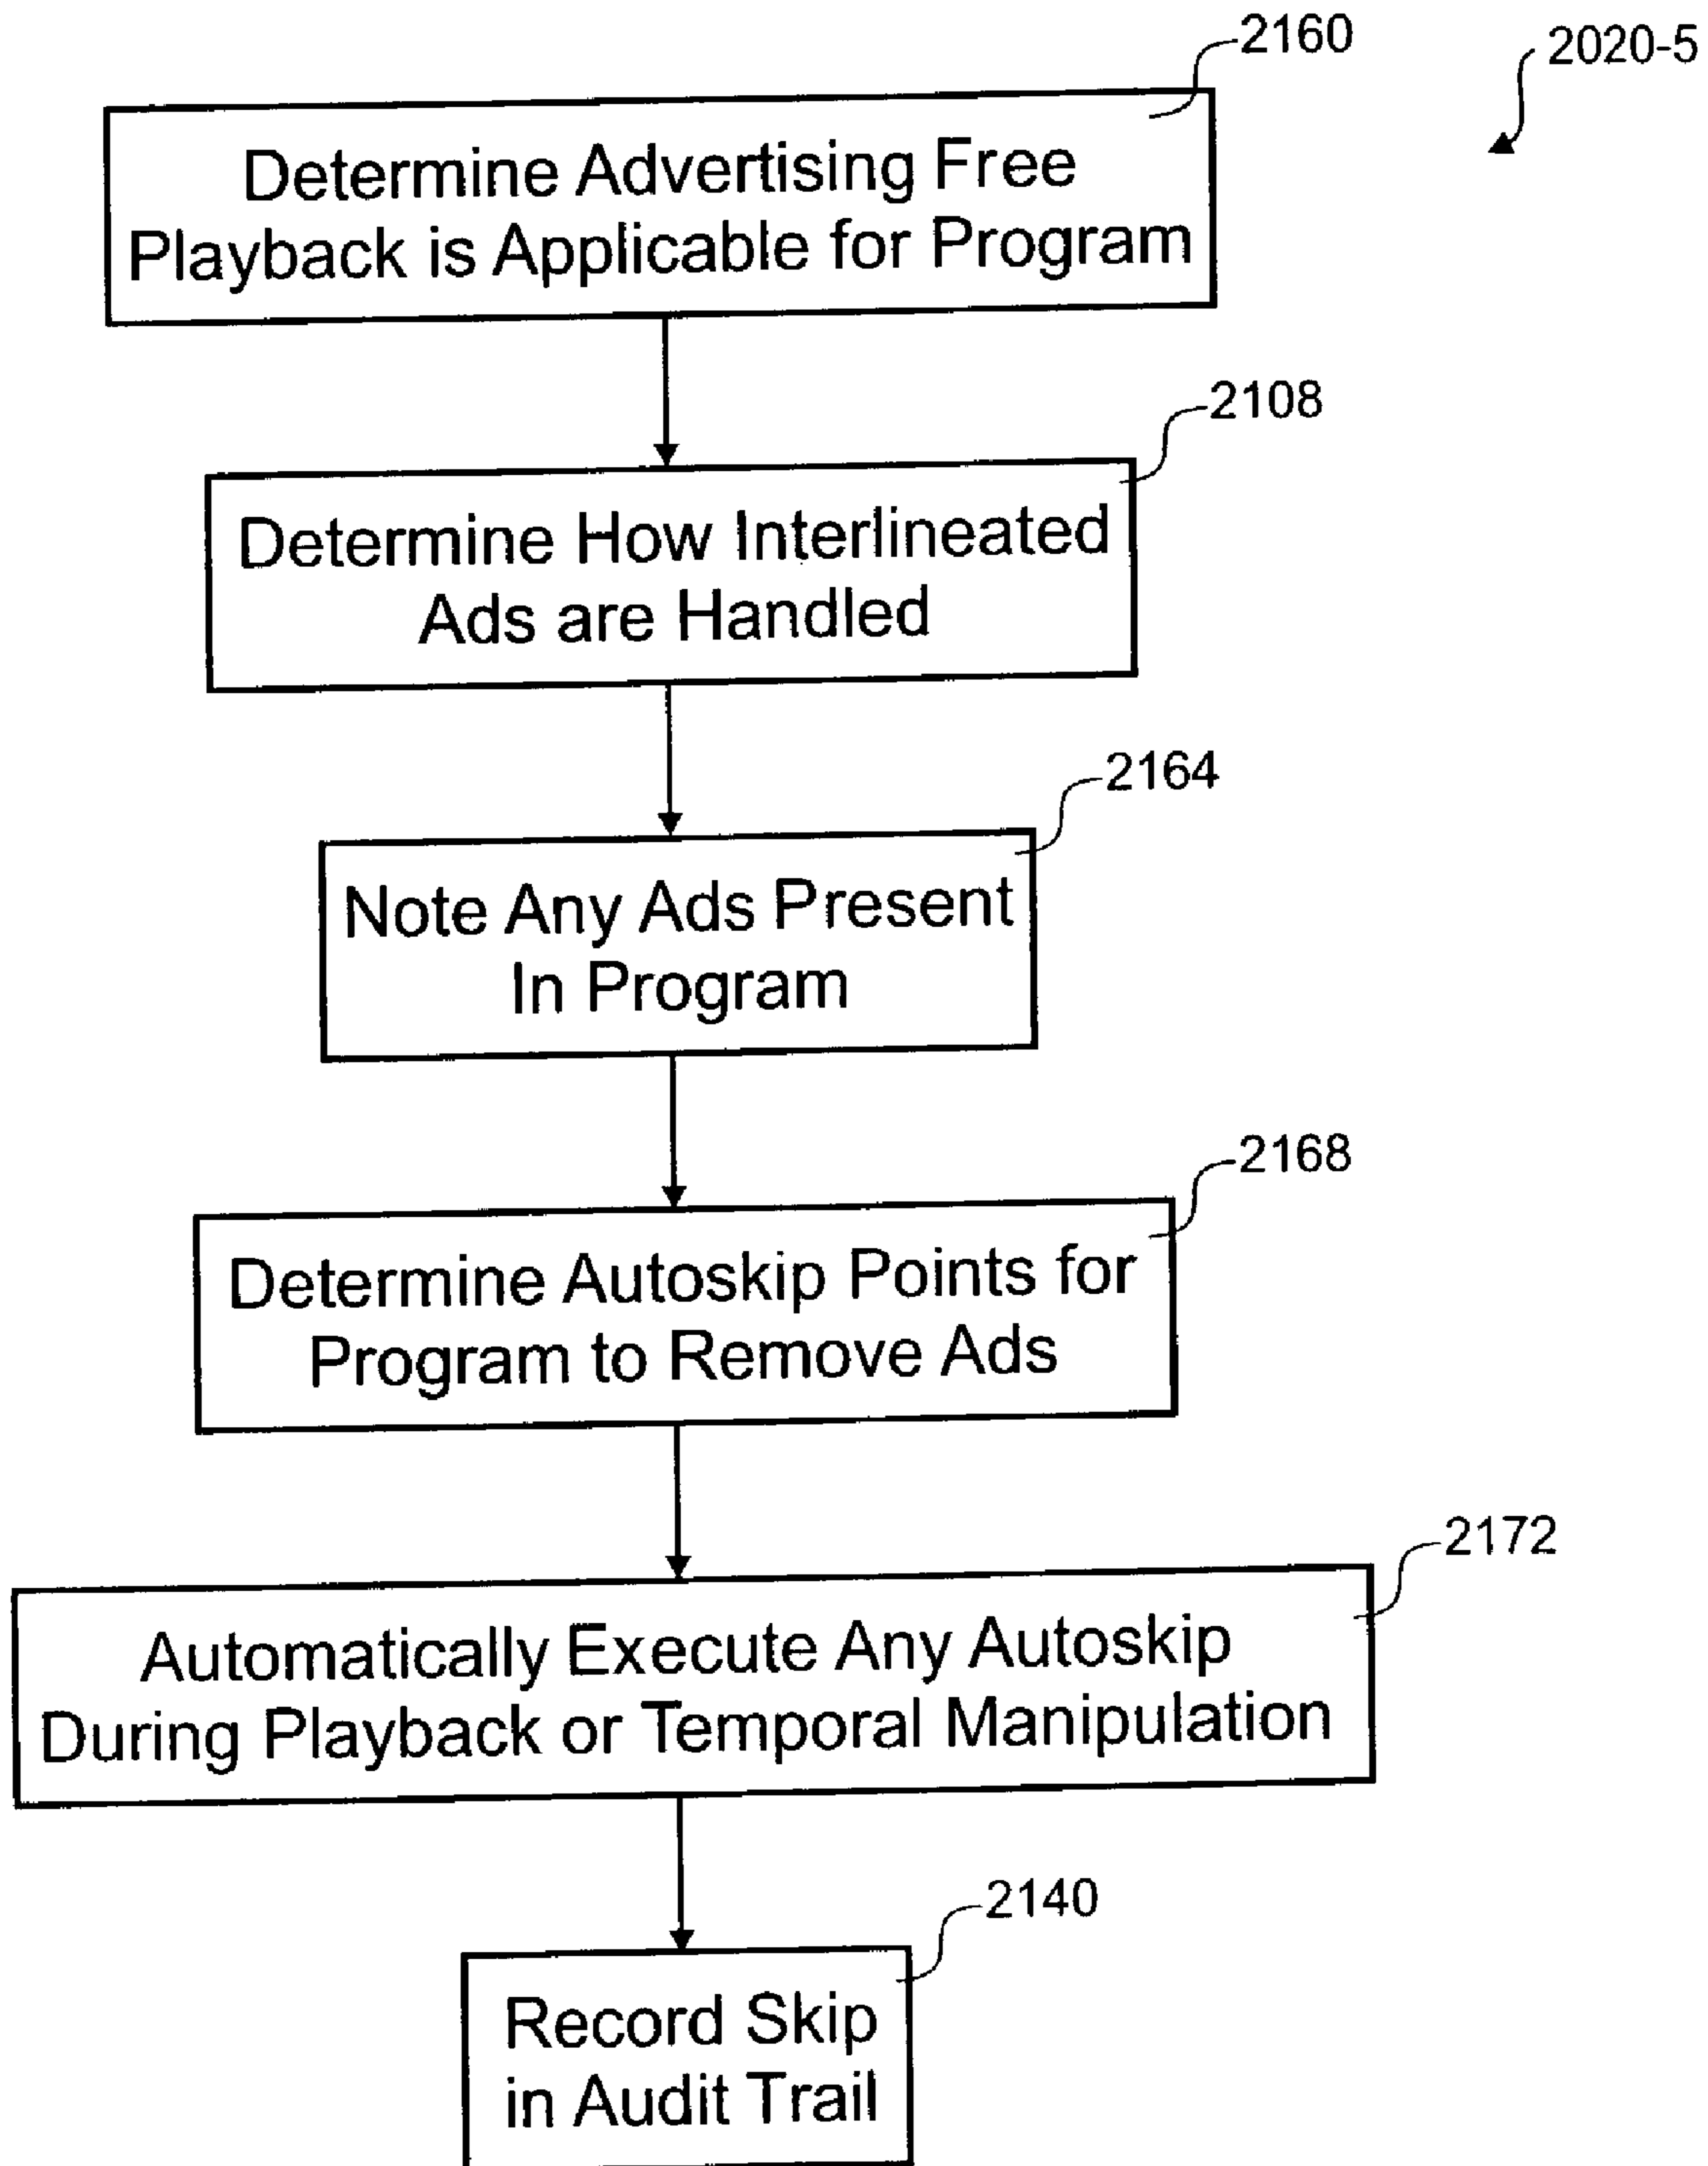 2160
2020-5
Determine Advertising Free
Playback is Applicable for Program
2108
Determine How Interlineated
Ads are Handled
2164
Note Any Ads Present
In Program
2168
Determine Autoskip Points for
Program to Remove Ads
2172
Automatically Execute Any Autoskip
During Playback or Temporal Manipulation
2140
Record Skip
in Audit Trail